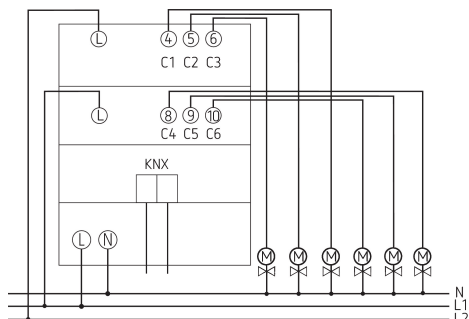 L 4 5 6
C1 C2 C3
L 8 9 10
C4 C5 C6
KNX
L N
M M M M M M
N
L1
L2